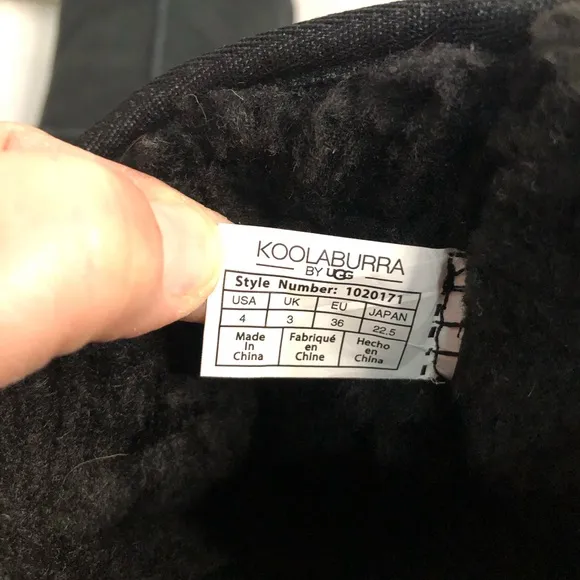 KOOLABURRA
BY UGG
Style Number: 1020171
USA UK EU JAPAN
4 3 36 22.5
Made in China Fabriqué en Chine Hecho en China